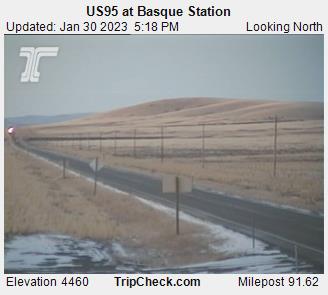 US95 at Basque Station
Updated: Jan 30 2023 5:18 PM Looking North
Elevation 4460 TripCheck.com Milepost 91.62